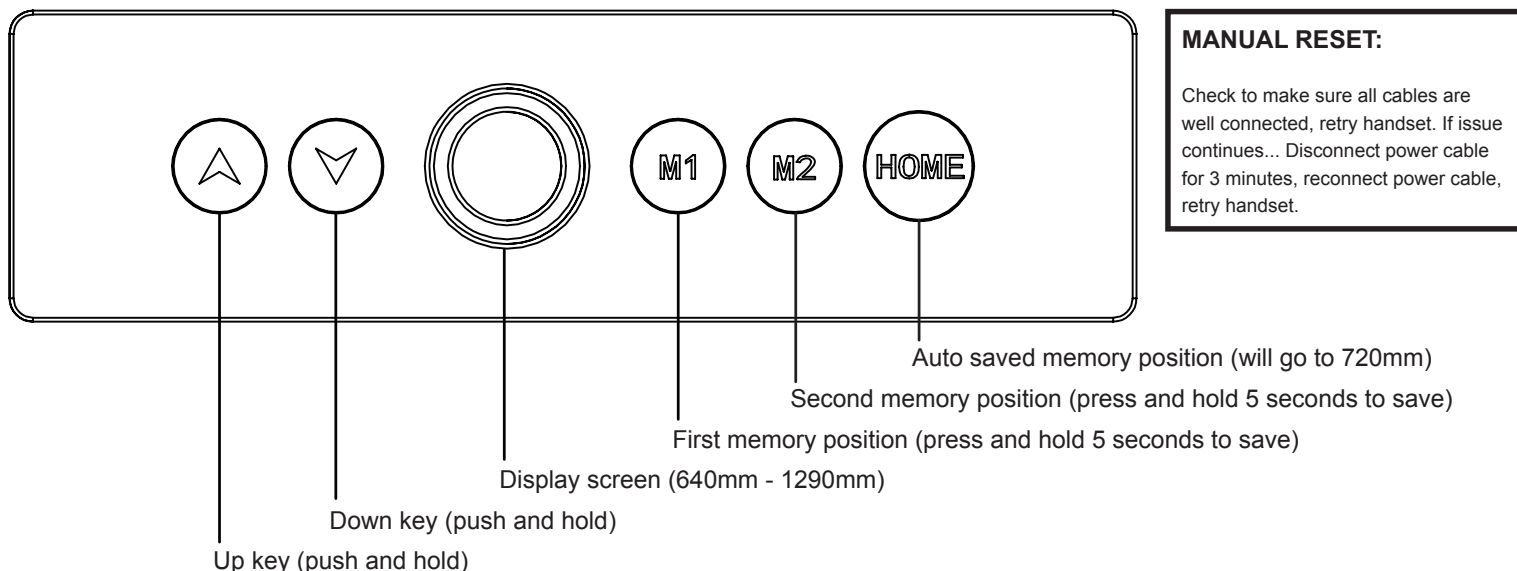 MANUAL RESET:
Check to make sure all cables are
well connected, retry handset. If issue
continues... Disconnect power cable
for 3 minutes, reconnect power cable,
retry handset.
M1
M2
HOME
Auto saved memory position (will go to 720mm)
Second memory position (press and hold 5 seconds to save)
First memory position (press and hold 5 seconds to save)
Display screen (640mm - 1290mm)
Down key (push and hold)
Up key (push and hold)